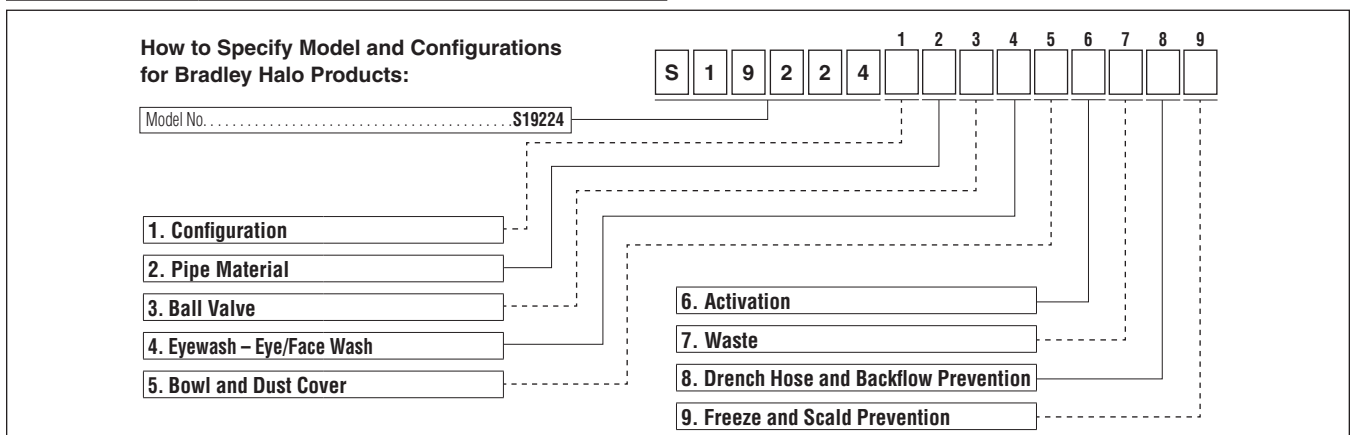 How to Specify Model and Configurations
for Bradley Halo Products:
1 2 3 4 5 6 7 8 9
S 1 9 2 2 4
Model No. . . . . . . . . . . . . . . . . . . . . . . . . . . . . . . . . . . . . . . . . . S19224
1. Configuration
2. Pipe Material
3. Ball Valve
4. Eyewash – Eye/Face Wash
5. Bowl and Dust Cover
6. Activation
7. Waste
8. Drench Hose and Backflow Prevention
9. Freeze and Scald Prevention